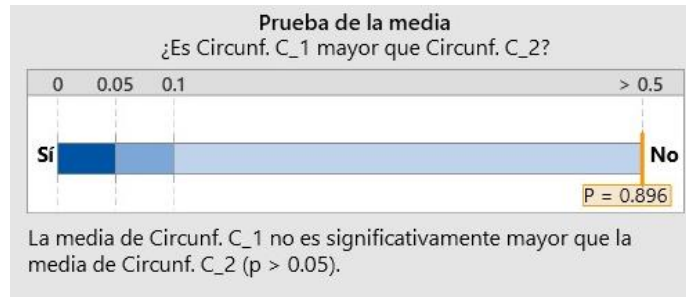 Prueba de la media
¿Es Circunf. C_1 mayor que Circunf. C_2?
0 0.05 0.1 > 0.5
Sí No
P = 0.896
La media de Circunf. C_1 no es significativamente mayor que la
media de Circunf. C_2 (p > 0.05).